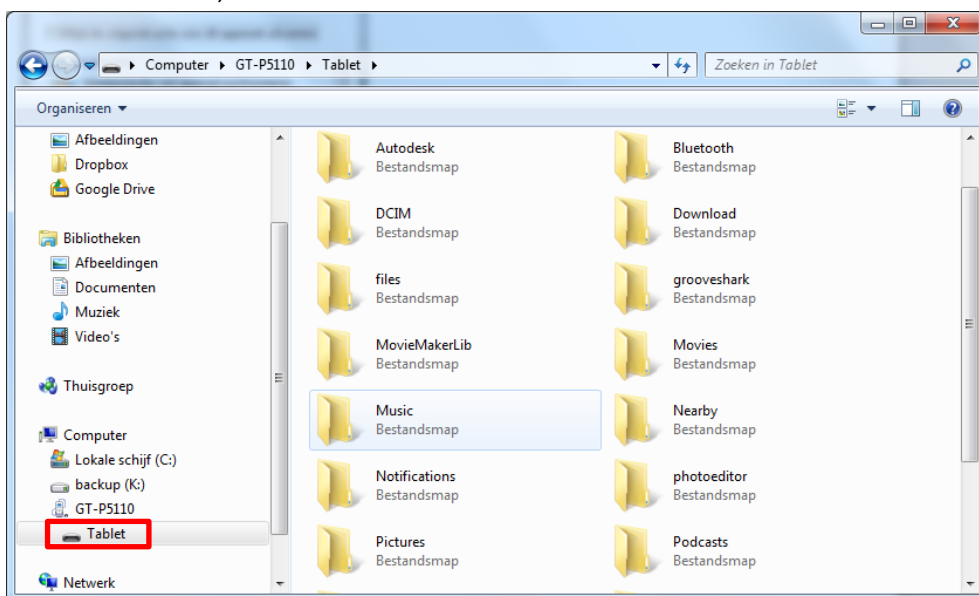 Computer GT-P5110 Tablet
Zoeken in Tablet
Organiseren
Afbeeldingen
Dropbox
Google Drive
Bibliotheken
Afbeeldingen
Documenten
Muziek
Video's
Thuisgroep
Computer
Lokale schijf (C:)
backup (K:)
GT-P5110
Tablet
Netwerk
Autodesk
Bestandsmap
Bluetooth
Bestandsmap
DCIM
Bestandsmap
Download
Bestandsmap
files
Bestandsmap
grooveshark
Bestandsmap
MovieMakerLib
Bestandsmap
Movies
Bestandsmap
Music
Bestandsmap
Nearby
Bestandsmap
Notifications
Bestandsmap
photoeditor
Bestandsmap
Pictures
Bestandsmap
Podcasts
Bestandsmap